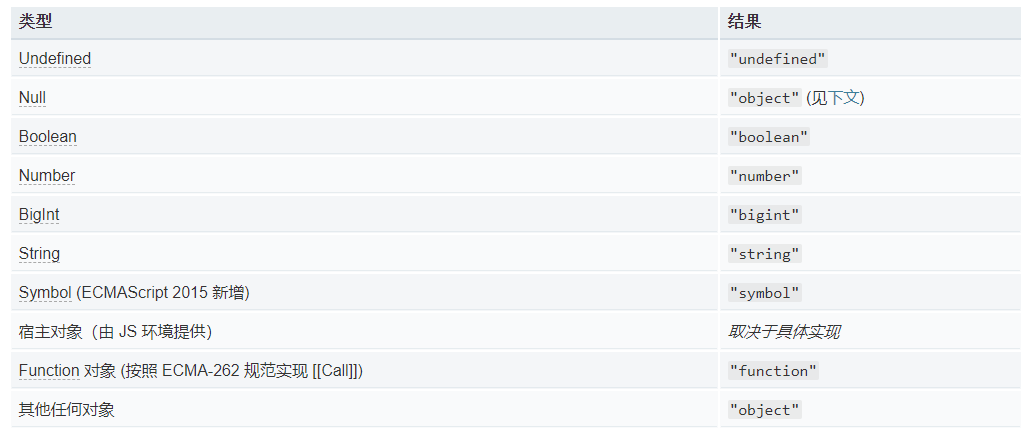 类型 结果
Undefined "undefined"
Null "object" (见下文)
Boolean "boolean"
Number "number"
BigInt "bigint"
String "string"
Symbol (ECMAScript 2015 新增) "symbol"
宿主对象（由 JS 环境提供） 取决于具体实现
Function 对象 (按照 ECMA-262 规范实现 [[Call]]) "function"
其他任何对象 "object"